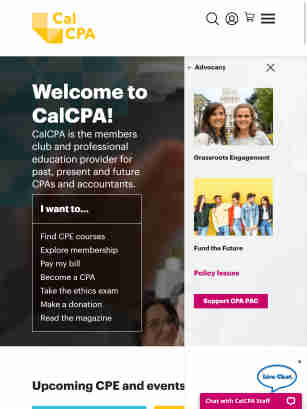 Cal
CPA
Advocacy
Welcome to
CalCPA!
CalCPA is the members
club and professional
education provider for
past, present and future
CPAs and accountants.
I want to...
Find CPE courses
Explore membership
Pay my bill
Become a CPA
Take the ethics exam
Make a donation
Read the magazine
Grassroots Engagement
Fund the Future
Policy Issues
Support CPA PAC
Upcoming CPE and events
Live Chat
Chat with CalCPA Staff